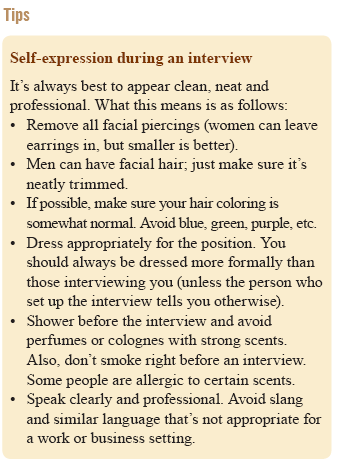 Tips
Self-expression during an interview
It’s always best to appear clean, neat and
professional. What this means is as follows:
• Remove all facial piercings (women can leave
earrings in, but smaller is better).
• Men can have facial hair; just make sure it’s
neatly trimmed.
• If possible, make sure your hair coloring is
somewhat normal. Avoid blue, green, purple, etc.
• Dress appropriately for the position. You
should always be dressed more formally than
those interviewing you (unless the person who
set up the interview tells you otherwise).
• Shower before the interview and avoid
perfumes or colognes with strong scents.
Also, don’t smoke right before an interview.
Some people are allergic to certain scents.
• Speak clearly and professional. Avoid slang
and similar language that’s not appropriate for
a work or business setting.